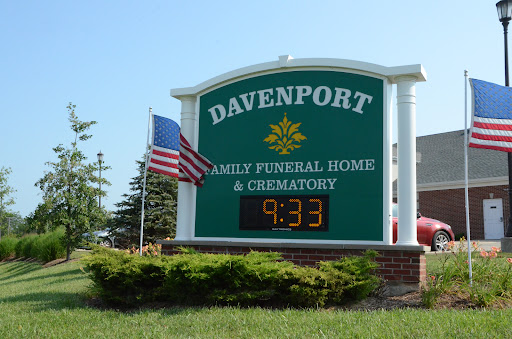 DAVENPORT
FAMILY FUNERAL HOME
& CREMATORY
9:33